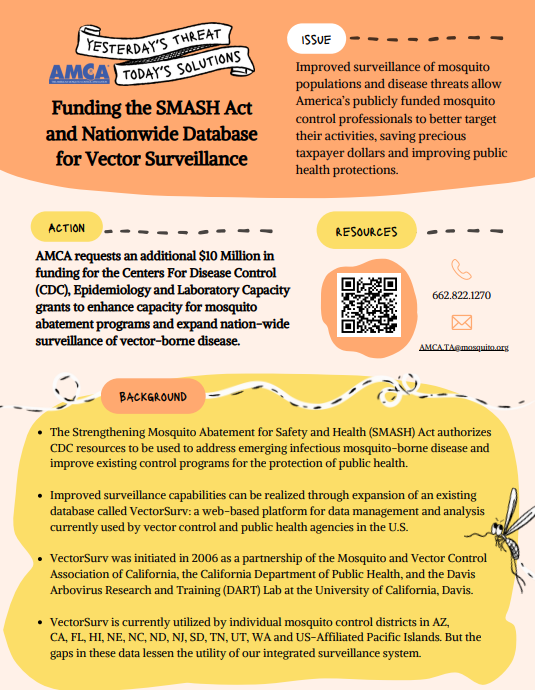 YESTERDAY'S THREAT
TODAY'S SOLUTIONS
AMCA
Funding the SMASH Act
and Nationwide Database
for Vector Surveillance
ISSUE
Improved surveillance of mosquito
populations and disease threats allow
America's publicly funded mosquito
control professionals to better target
their activities, saving precious
taxpayer dollars and improving public
health protections.
ACTION
AMCA requests an additional $10 Million in
funding for the Centers For Disease Control
(CDC), Epidemiology and Laboratory Capacity
grants to enhance capacity for mosquito
abatement programs and expand nation-wide
surveillance of vector-borne disease.
RESOURCES
662.822.1270
AMCA.TA@mosquito.org
BACKGROUND
• The Strengthening Mosquito Abatement for Safety and Health (SMASH) Act authorizes
CDC resources to be used to address emerging infectious mosquito-borne disease and
improve existing control programs for the protection of public health.
• Improved surveillance capabilities can be realized through expansion of an existing
database called VectorSurv: a web-based platform for data management and analysis
currently used by vector control and public health agencies in the U.S.
• VectorSurv was initiated in 2006 as a partnership of the Mosquito and Vector Control
Association of California, the California Department of Public Health, and the Davis
Arbovirus Research and Training (DART) Lab at the University of California, Davis.
• VectorSurv is currently utilized by individual mosquito control districts in AZ,
CA, FL, HI, NE, NC, ND, NJ, SD, TN, UT, WA and US-Affiliated Pacific Islands. But the
gaps in these data lessen the utility of our integrated surveillance system.